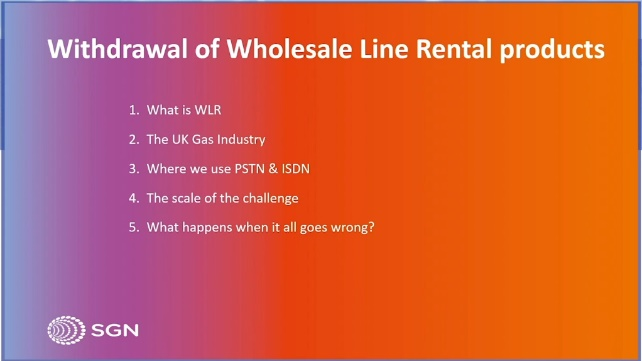 Withdrawal of Wholesale Line Rental products
1. What is WLR
2. The UK Gas Industry
3. Where we use PSTN & ISDN
4. The scale of the challenge
5. What happens when it all goes wrong?
SGN